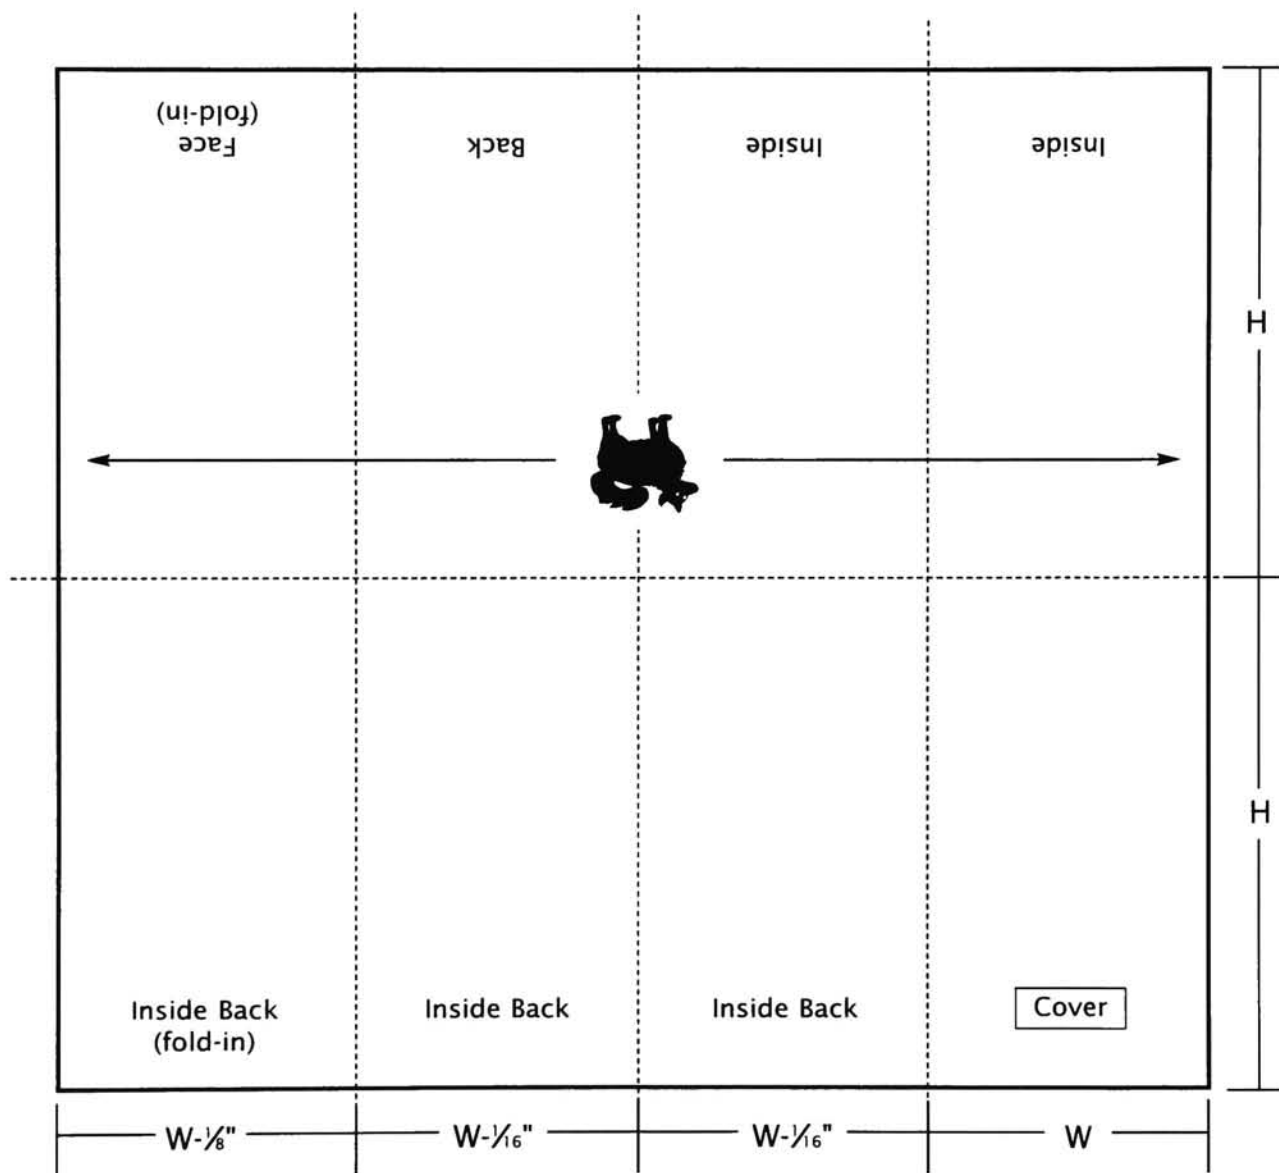 Face
(fold-in)
Back
Inside
Inside
H
H
Inside Back
(fold-in)
Inside Back
Inside Back
Cover
W-⅛"
W-1/16"
W-1/16"
W